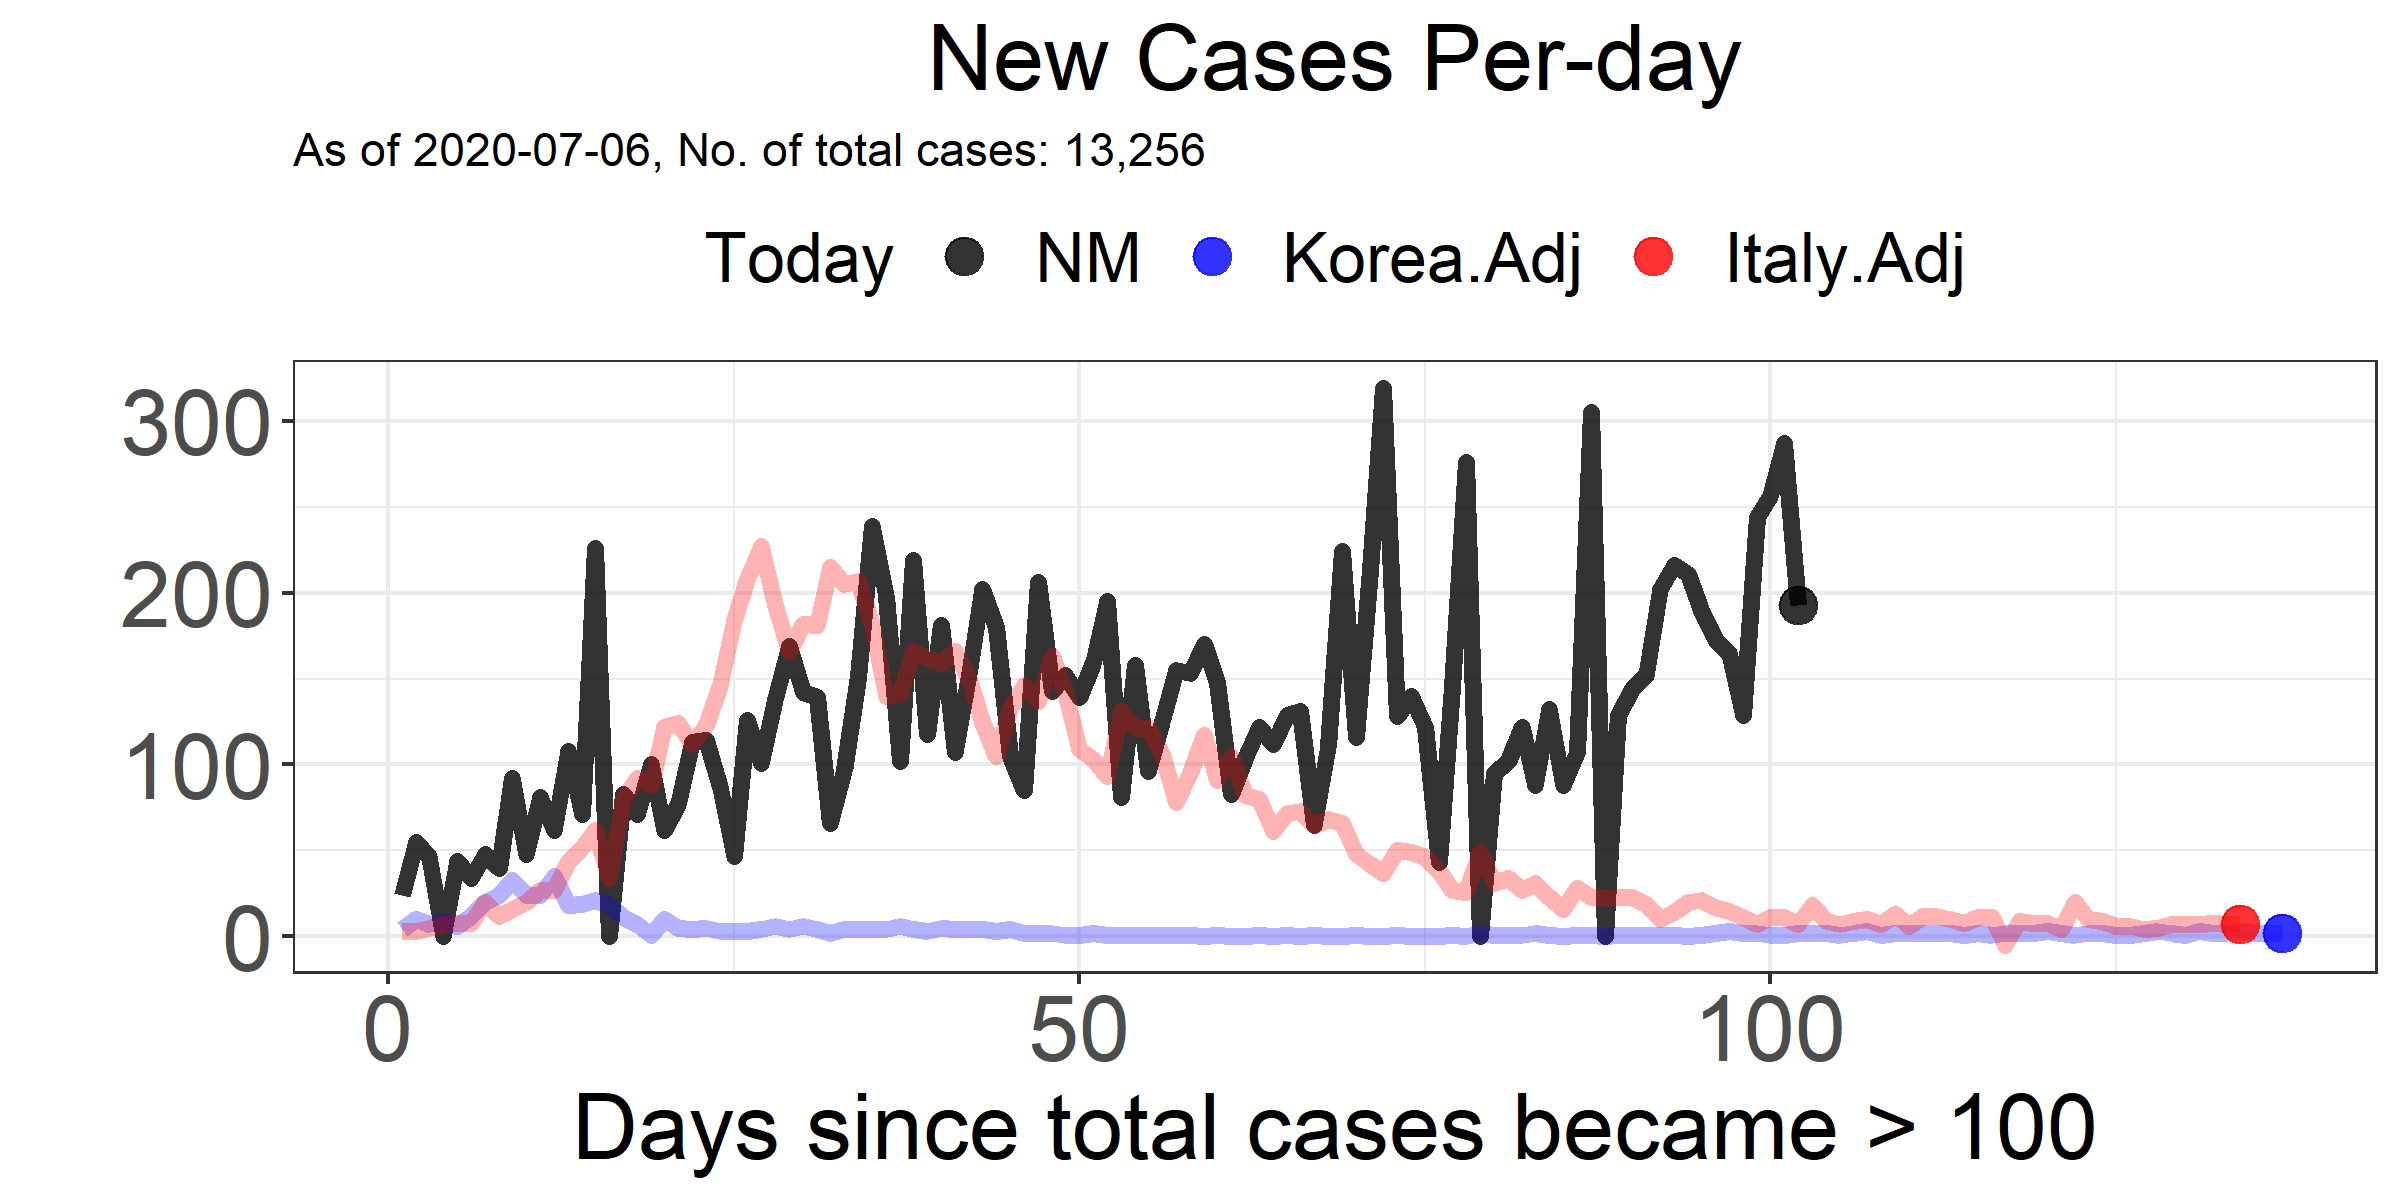 New Cases Per-day
As of 2020-07-06, No. of total cases: 13,256
Today NM Korea.Adj Italy.Adj
300
200
100
0
0 50 100
Days since total cases became > 100